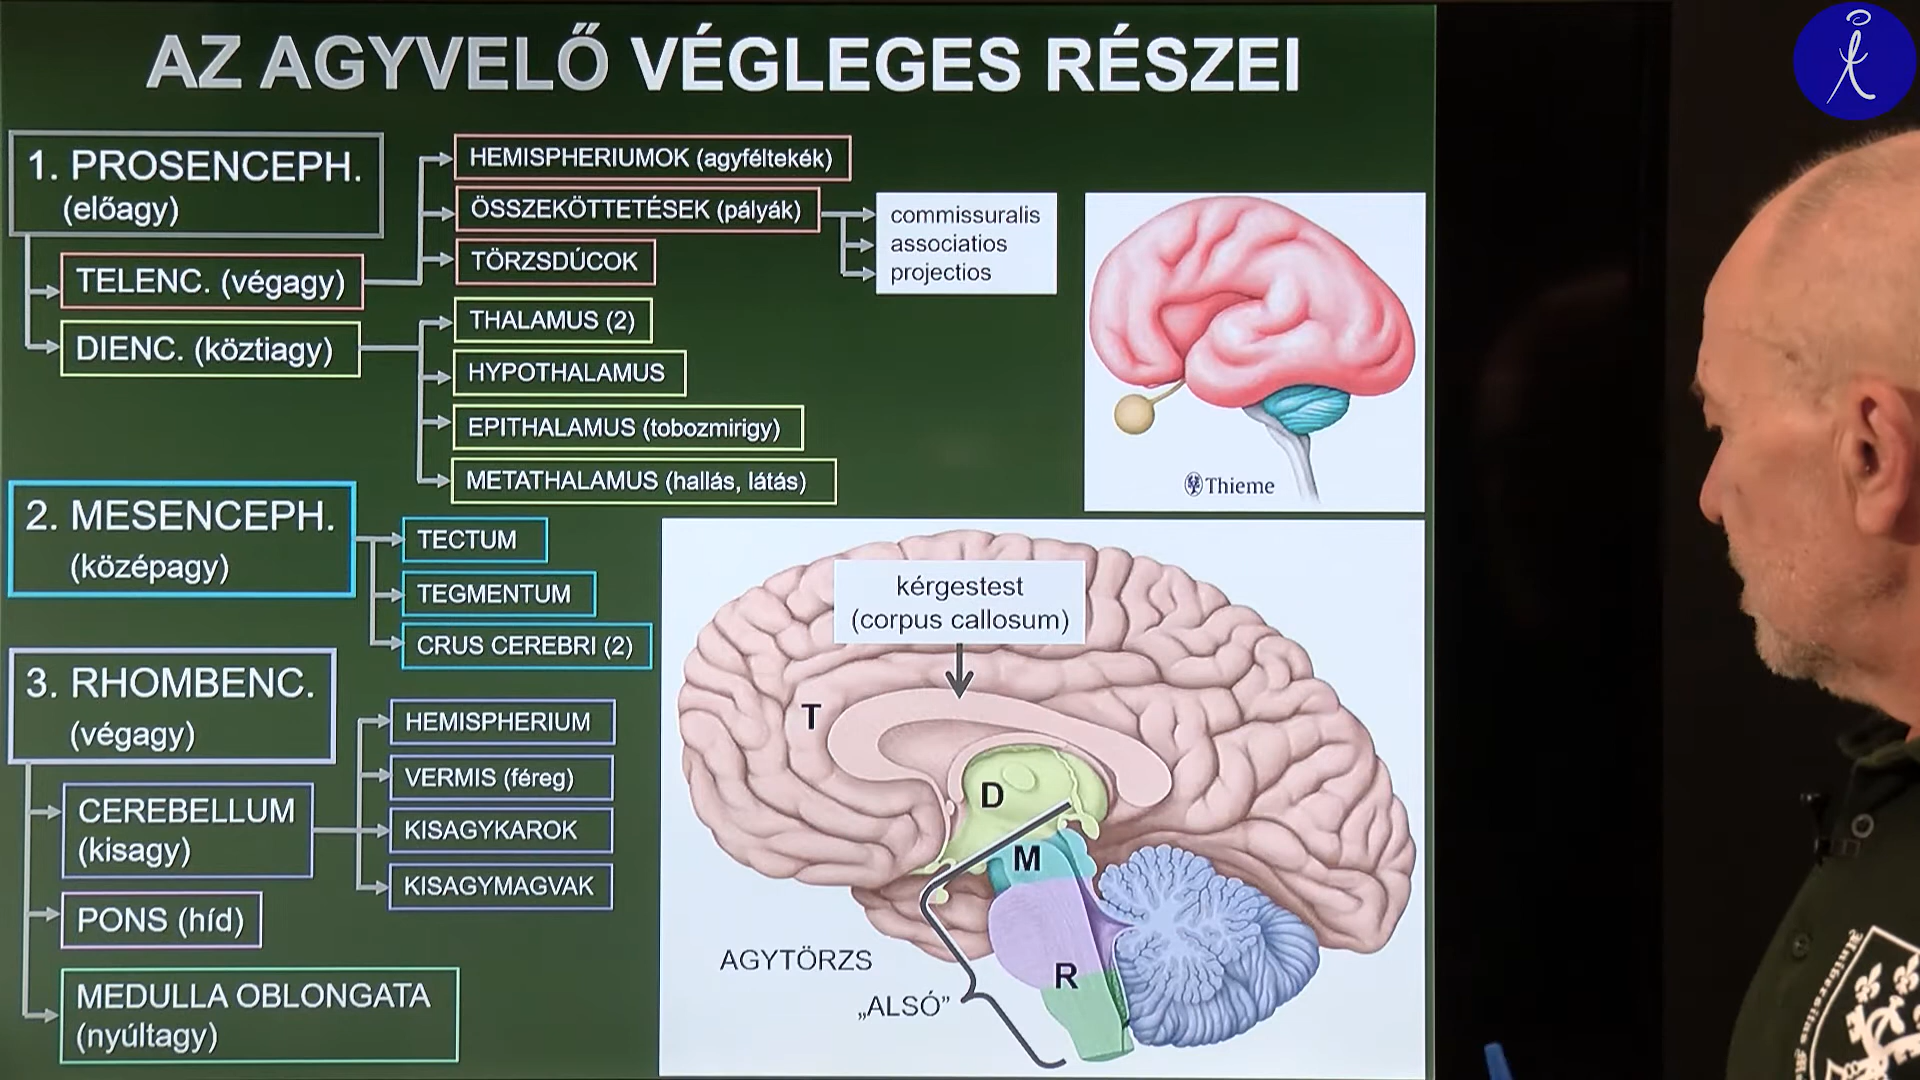 AZ AGYVELŐ VÉGLEGES RÉSZEI
1. PROSENCEPH.
(előagy)
TELENC. (végagy)
DIENC. (köztiagy)
HEMISPHERIUMOK (agyféltekék)
ÖSSZEKÖTTETÉSEK (pályák)
TÖRZSDÚCOK
commissuralis
associatios
projectios
THALAMUS (2)
HYPOTHALAMUS
EPITHALAMUS (tobozmirigy)
METATHALAMUS (hallás, látás)
2. MESENCEPH.
(középagy)
TECTUM
TEGMENTUM
CRUS CEREBRI (2)
3. RHOMBENC.
(végagy)
CEREBELLUM
(kisagy)
HEMISPHERIUM
VERMIS (féreg)
KISAGYKAROK
KISAGYMAGVAK
PONS (híd)
MEDULLA OBLONGATA
(nyúltagy)
Thieme
kérgestest
(corpus callosum)
T
D
M
R
AGYTÖRZS
„ALSÓ”